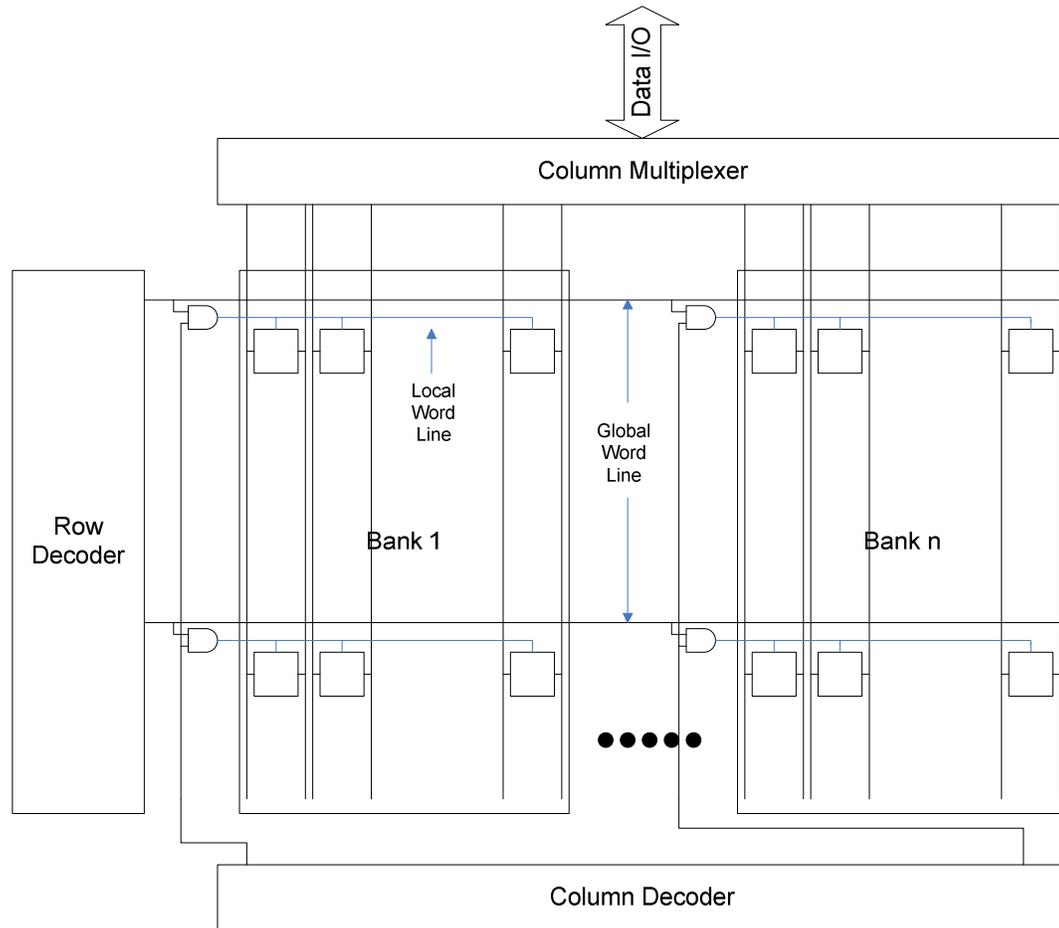 Data I/O
Column Multiplexer
Local
Word
Line
Global
Word
Line
Row
Decoder
Bank 1
Bank n
Column Decoder